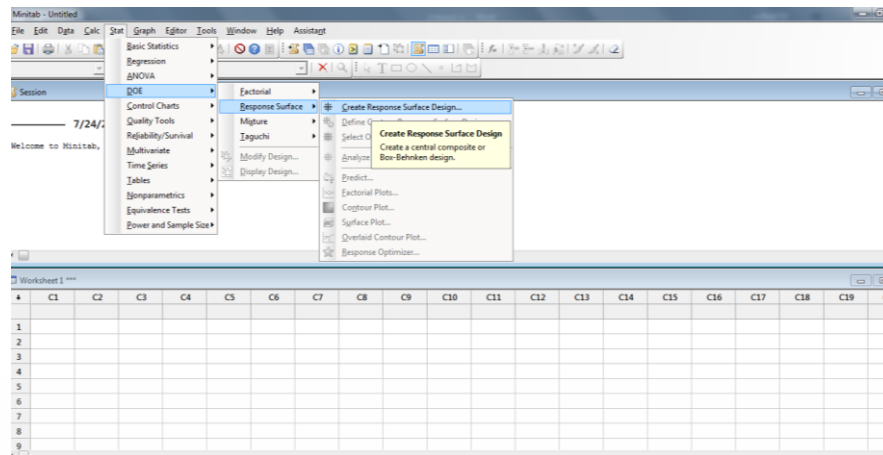 Minitab - Untitled
File Edit Data Calc Stat Graph Editor Tools Window Help Assistant
Session
7/24/2
Welcome to Minitab,
Basic Statistics
Regression
ANOVA
DOE
Control Charts
Quality Tools
Reliability/Survival
Multivariate
Time Series
Tables
Nonparametrics
Equivalence Tests
Power and Sample Size
Factorial
Response Surface
Mixture
Taguchi
Modify Design...
Display Design...
Create Response Surface Design...
Define
Select O
Analyze
Predict...
Factorial Plots...
Contour Plot...
Surface Plot...
Overlaid Contour Plot...
Response Optimizer...
Create Response Surface Design
Create a central composite or
Box-Behnken design.
Worksheet 1 ***
C1 C2 C3 C4 C5 C6 C7 C8 C9 C10 C11 C12 C13 C14 C15 C16 C17 C18 C19
1
2
3
4
5
6
7
8
9